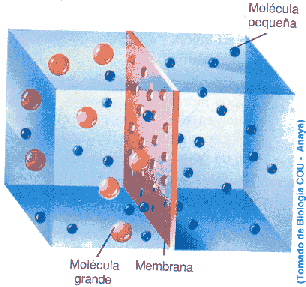 Molécula
pequeña
Molécula
grande
Membrana
(Tomado de Biología COU - Anaya)